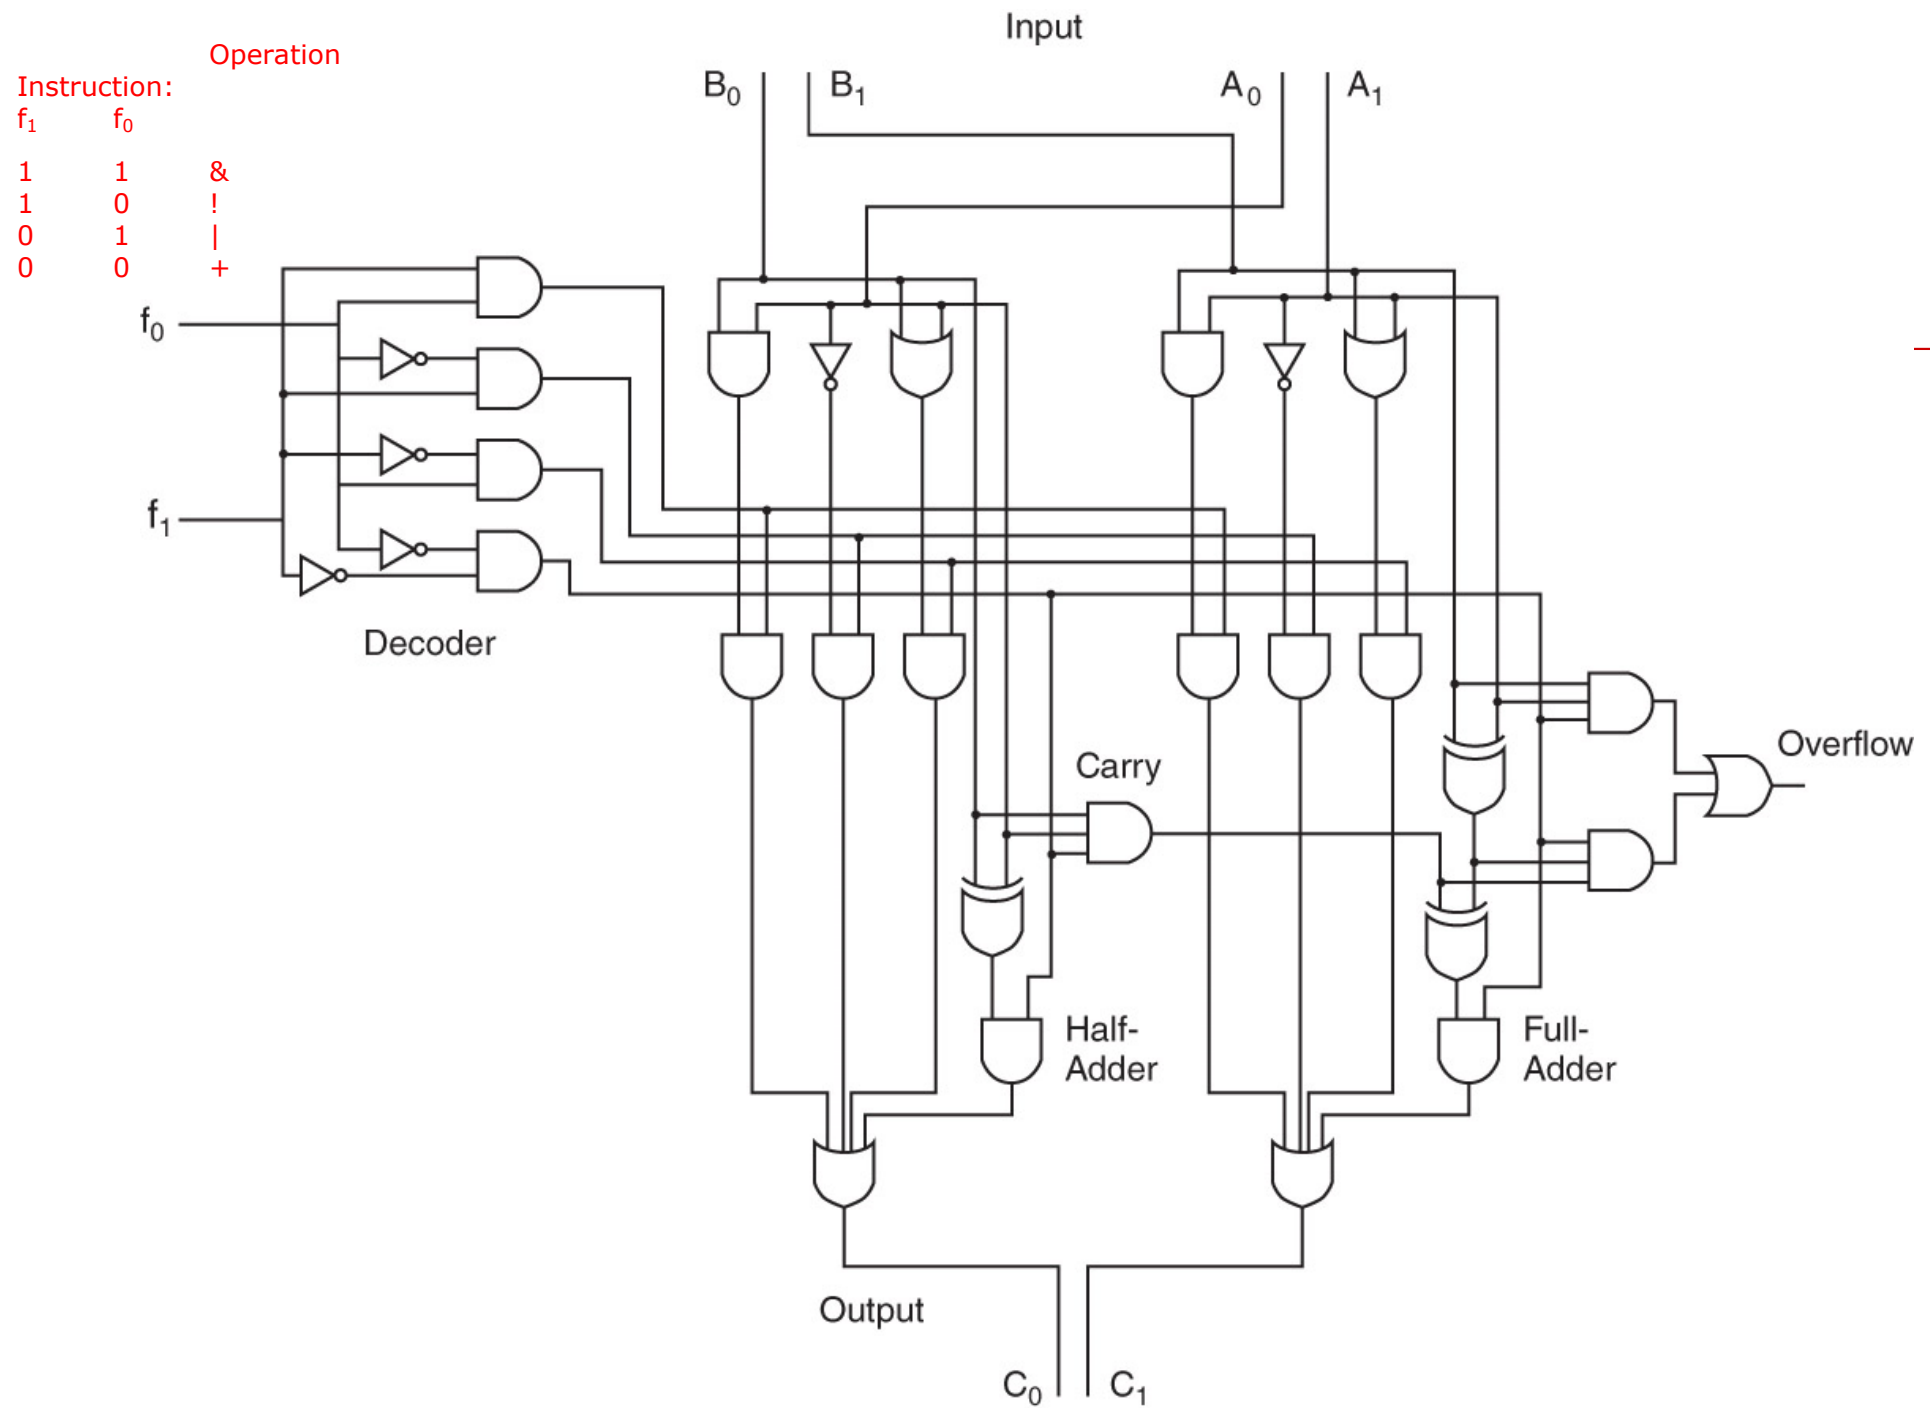 Input
Operation
Instruction:
f₁ f₀
1 1 &
1 0 !
0 1 |
0 0 +
B₀ B₁ A₀ A₁
f₀
f₁
Decoder
Carry
Overflow
Half-
Adder
Full-
Adder
Output
C₀ C₁